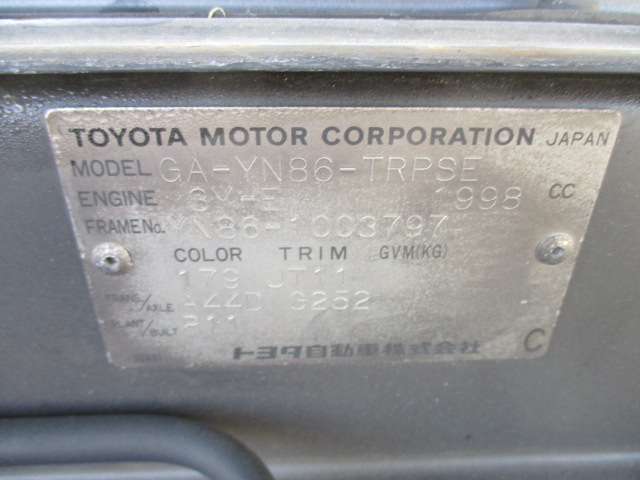 TOYOTA MOTOR CORPORATION JAPAN
MODEL GA-YN86-TRPSE
ENGINE 3Y-E 1998 CC
FRAME No. YN86-1003797
COLOR TRIM GVM(KG)
179 JT11
TRANS/AXLE A44D G252
PLANT/BUILT P11
トヨタ自動車株式会社 C